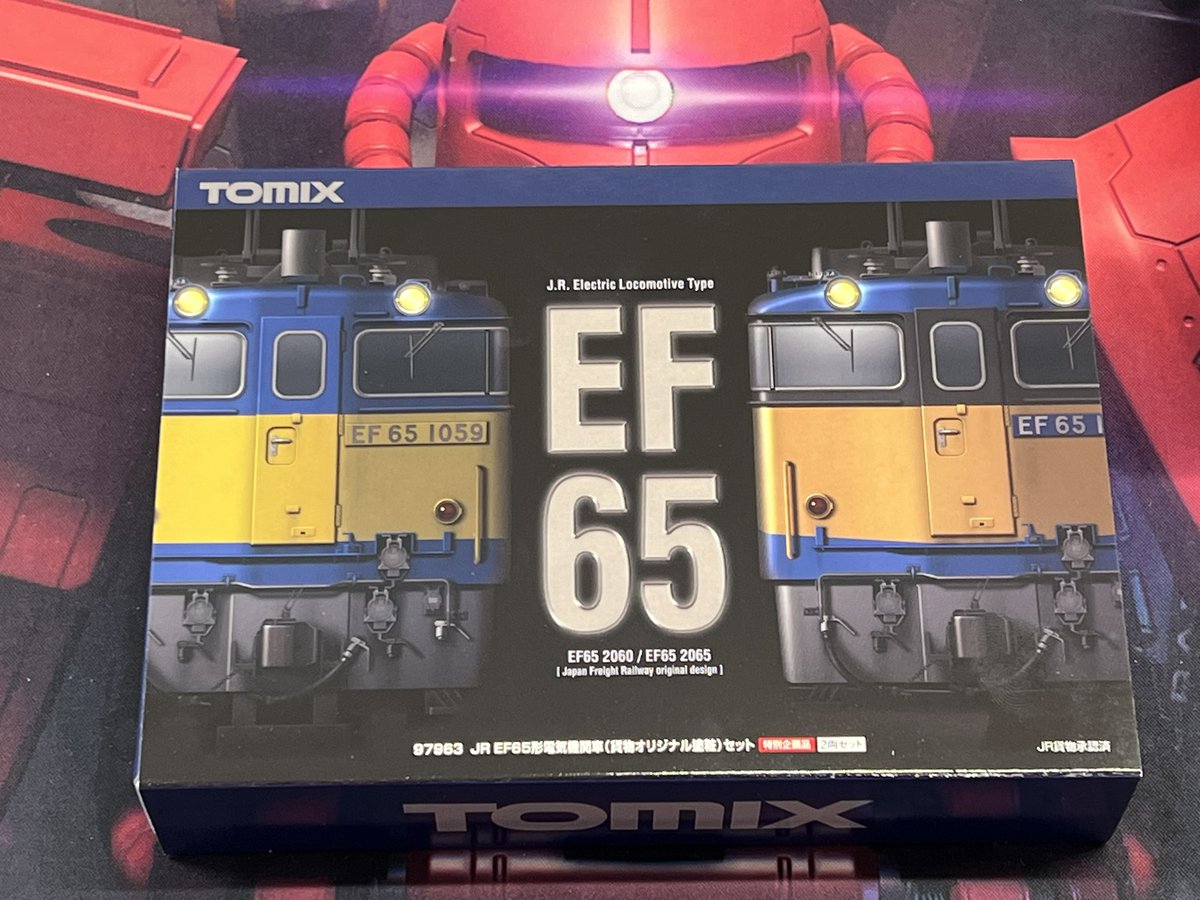 TOMIX
J.R. Electric Locomotive Type
EF
65
EF 65 1059
EF 65 1
EF65 2060 / EF65 2065
[ Japan Freight Railway original design ]
97963 JR EF65形電気機関車(貨物オリジナル塗装)セット 特別企画品 2両セット
JR貨物承認済
TOMIX